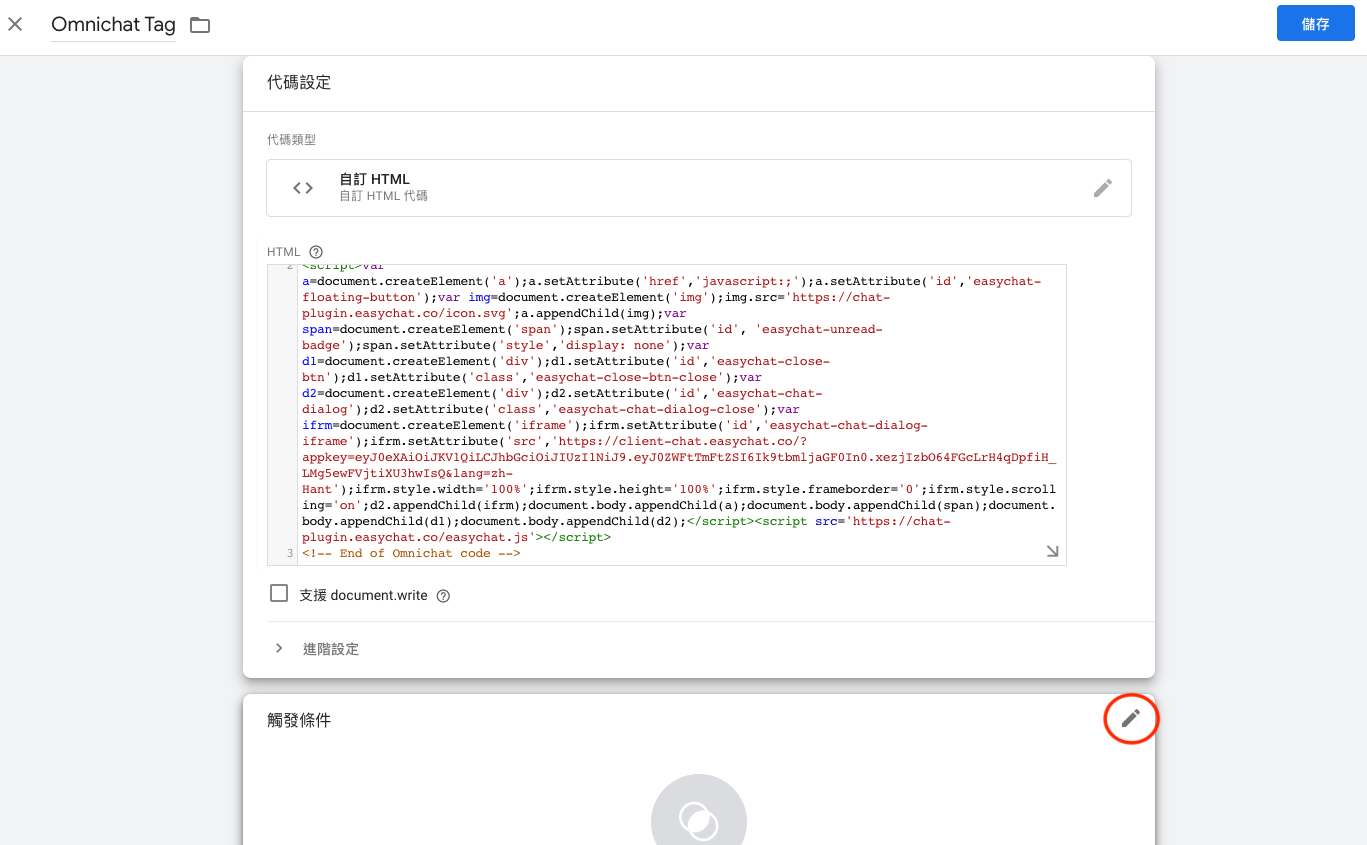 Omnichat Tag
儲存
代碼設定
代碼類型
自訂 HTML
自訂 HTML 代碼
HTML
2 <script>var
a=document.createElement('a');a.setAttribute('href','javascript:;');a.setAttribute('id','easychat-
floating-button');var img=document.createElement('img');img.src='https://chat-
plugin.easychat.co/icon.svg';a.appendChild(img);var
span=document.createElement('span');span.setAttribute('id', 'easychat-unread-
badge');span.setAttribute('style','display: none');var
d1=document.createElement('div');d1.setAttribute('id','easychat-close-
btn');d1.setAttribute('class','easychat-close-btn-close');var
d2=document.createElement('div');d2.setAttribute('id','easychat-chat-
dialog');d2.setAttribute('class','easychat-chat-dialog-close');var
ifrm=document.createElement('iframe');ifrm.setAttribute('id','easychat-chat-dialog-
iframe');ifrm.setAttribute('src','https://client-chat.easychat.co/?
appkey=eyJ0eXAiOiJKV1QiLCJhbGciOiJIUzI1NiJ9.eyJ0ZWFtTmFtZSI6Ik9tbmljaGF0In0.xezjIzbO64FGcLrH4qDpfiH_
LMg5ewFVjtiXU3hwIsQ&lang=zh-
Hant');ifrm.style.width='100%';ifrm.style.height='100%';ifrm.style.frameborder='0';ifrm.style.scroll
ing='on';d2.appendChild(ifrm);document.body.appendChild(a);document.body.appendChild(span);document.
body.appendChild(d1);document.body.appendChild(d2);</script><script src='https://chat-
plugin.easychat.co/easychat.js'></script>
3 <!-- End of Omnichat code -->
支援 document.write
進階設定
觸發條件